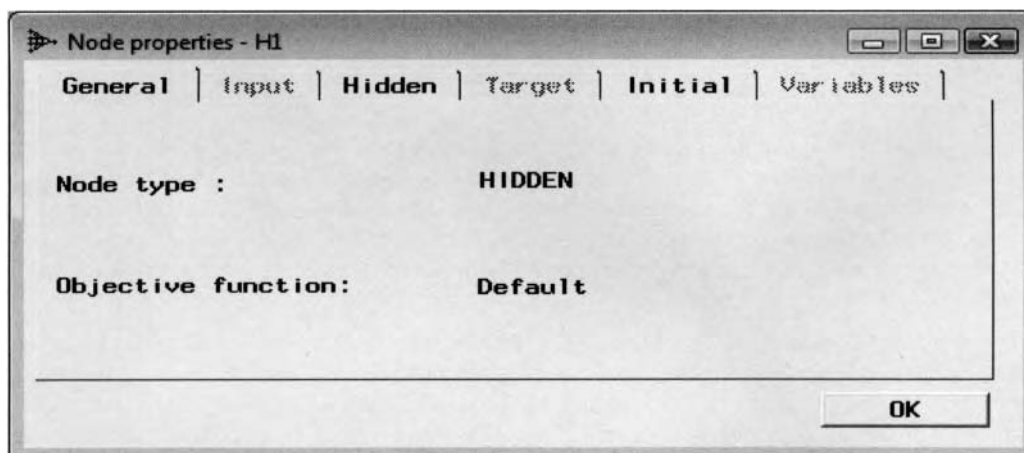 Node properties - H1
General | Input | Hidden | Target | Initial | Variables |
Node type : HIDDEN
Objective function: Default
OK